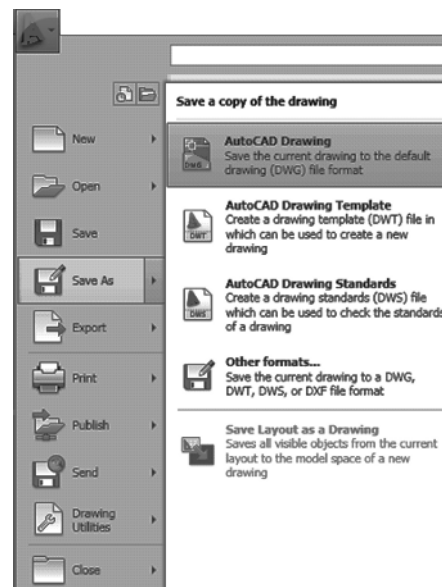 Save a copy of the drawing
New
Open
Save
Save As
Export
Print
Publish
Send
Drawing
Utilities
Close
AutoCAD Drawing
Save the current drawing to the default
drawing (DWG) file format
DWG
AutoCAD Drawing Template
Create a drawing template (DWT) file in
which can be used to create a new
drawing
DWT
AutoCAD Drawing Standards
Create a drawing standards (DWS) file
which can be used to check the standards
of a drawing
DWS
Other formats...
Save the current drawing to a DWG,
DWT, DWS, or DXF file format
Save Layout as a Drawing
Saves all visible objects from the current
layout to the model space of a new
drawing